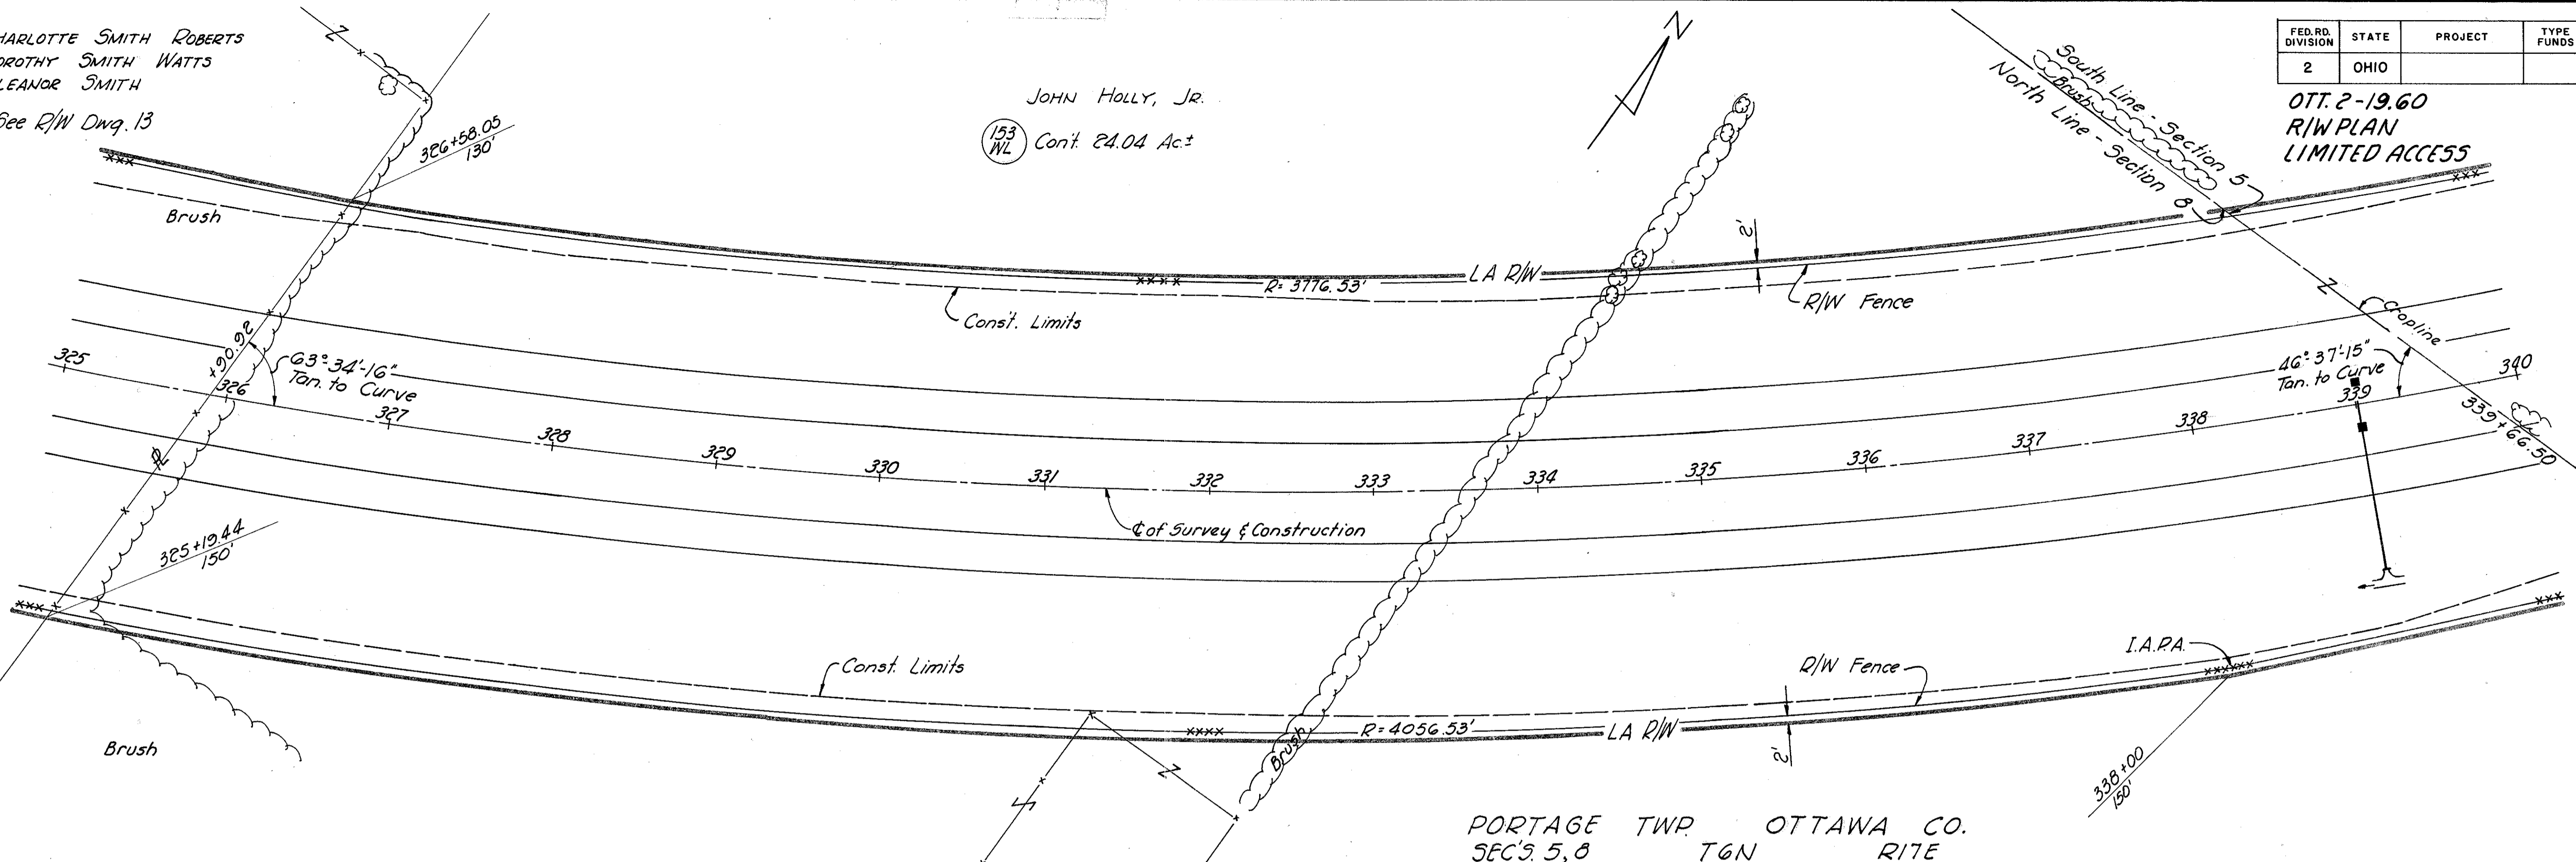 HARLOTTE SMITH ROBERTS
OROTHY SMITH WATTS
LEANOR SMITH
See R/W Dwg. 13
JOHN HOLLY, JR.
153
WL
Con't. 24.04 Ac.±
N
FED. RD.
DIVISION
STATE
PROJECT
TYPE
FUNDS
2
OHIO
OTT. 2-19.60
R/W PLAN
LIMITED ACCESS
South Line - Section 5
Brush
North Line - Section 8
326+58.05
130'
Brush
2'
LA R/W
R= 3776.53'
R/W Fence
Const. Limits
Cropline
+90.92
63°-34'-16"
Tan. to Curve
46°-37'-15"
Tan. to Curve
325
326
327
328
329
330
331
332
333
334
335
336
337
338
339
340
339+66.50
℄ of Survey & Construction
325+19.44
150'
Const. Limits
R/W Fence
I.A.P.A.
R= 4056.53'
LA R/W
2'
Brush
Brush
338+00
150'
PORTAGE TWP. OTTAWA CO.
SEC'S. 5,8 T6N R17E